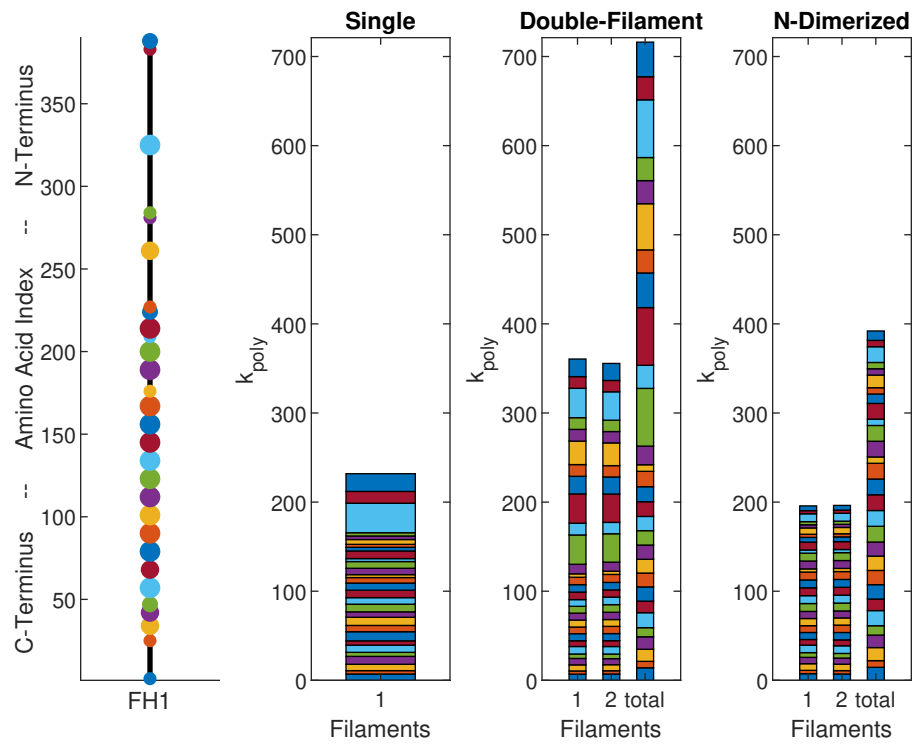 Single
Double-Filament
N-Dimerized
C-Terminus -- Amino Acid Index -- N-Terminus
350
300
250
200
150
100
50
FH1
k_poly
700
600
500
400
300
200
100
0
1
Filaments
k_poly
700
600
500
400
300
200
100
0
1 2 total
Filaments
k_poly
700
600
500
400
300
200
100
0
1 2 total
Filaments